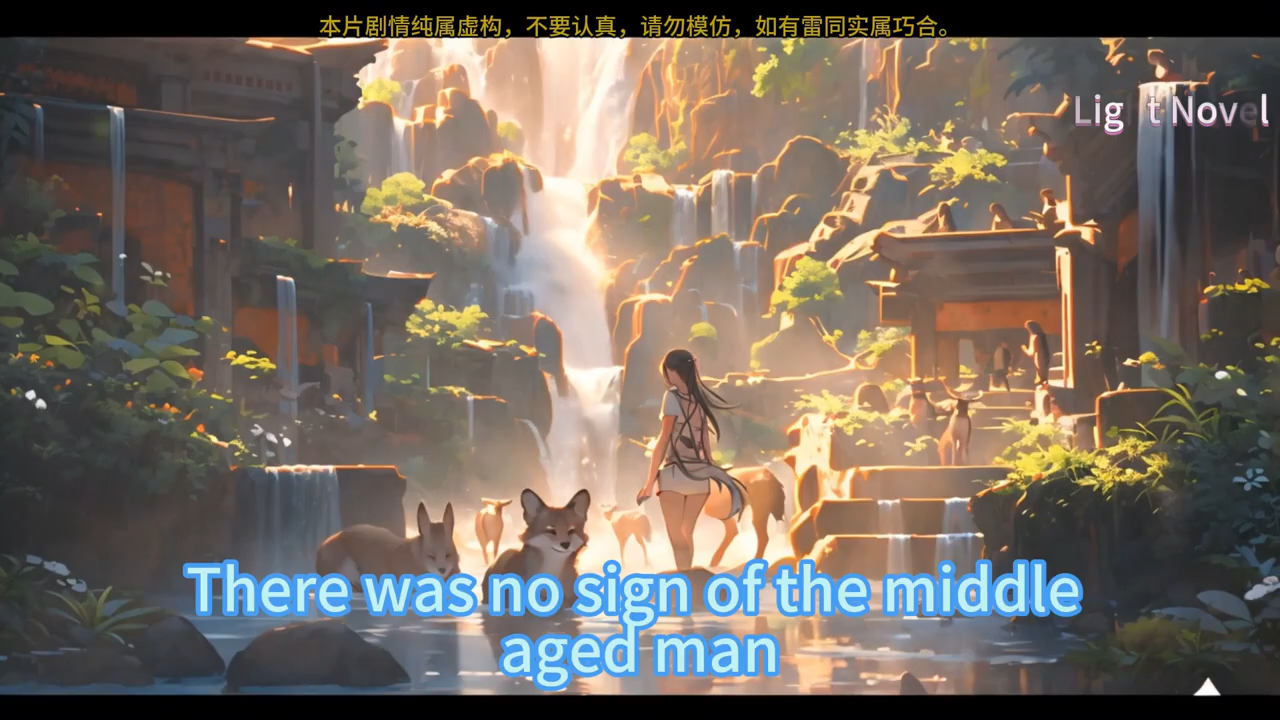 本片剧情纯属虚构，不要认真，请勿模仿，如有雷同实属巧合。
Lig t Novel
There was no sign of the middle
aged man